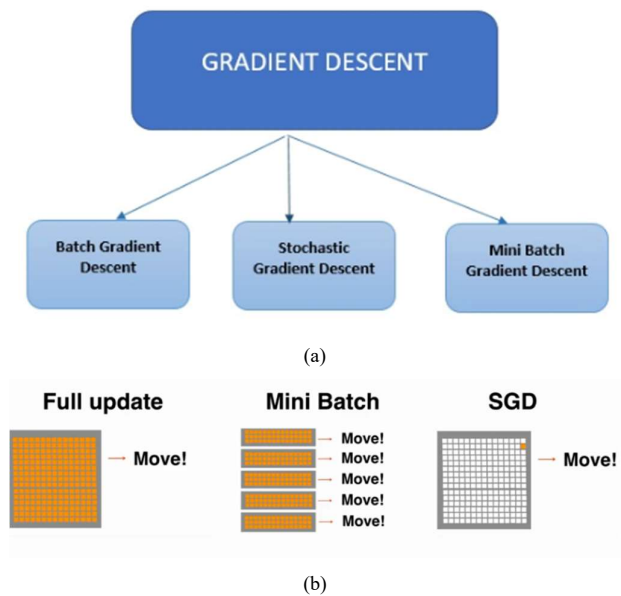 GRADIENT DESCENT
Batch Gradient
Descent
Stochastic
Gradient Descent
Mini Batch
Gradient Descent
(a)
Full update
Move!
Mini Batch
Move!
Move!
Move!
Move!
Move!
SGD
Move!
(b)